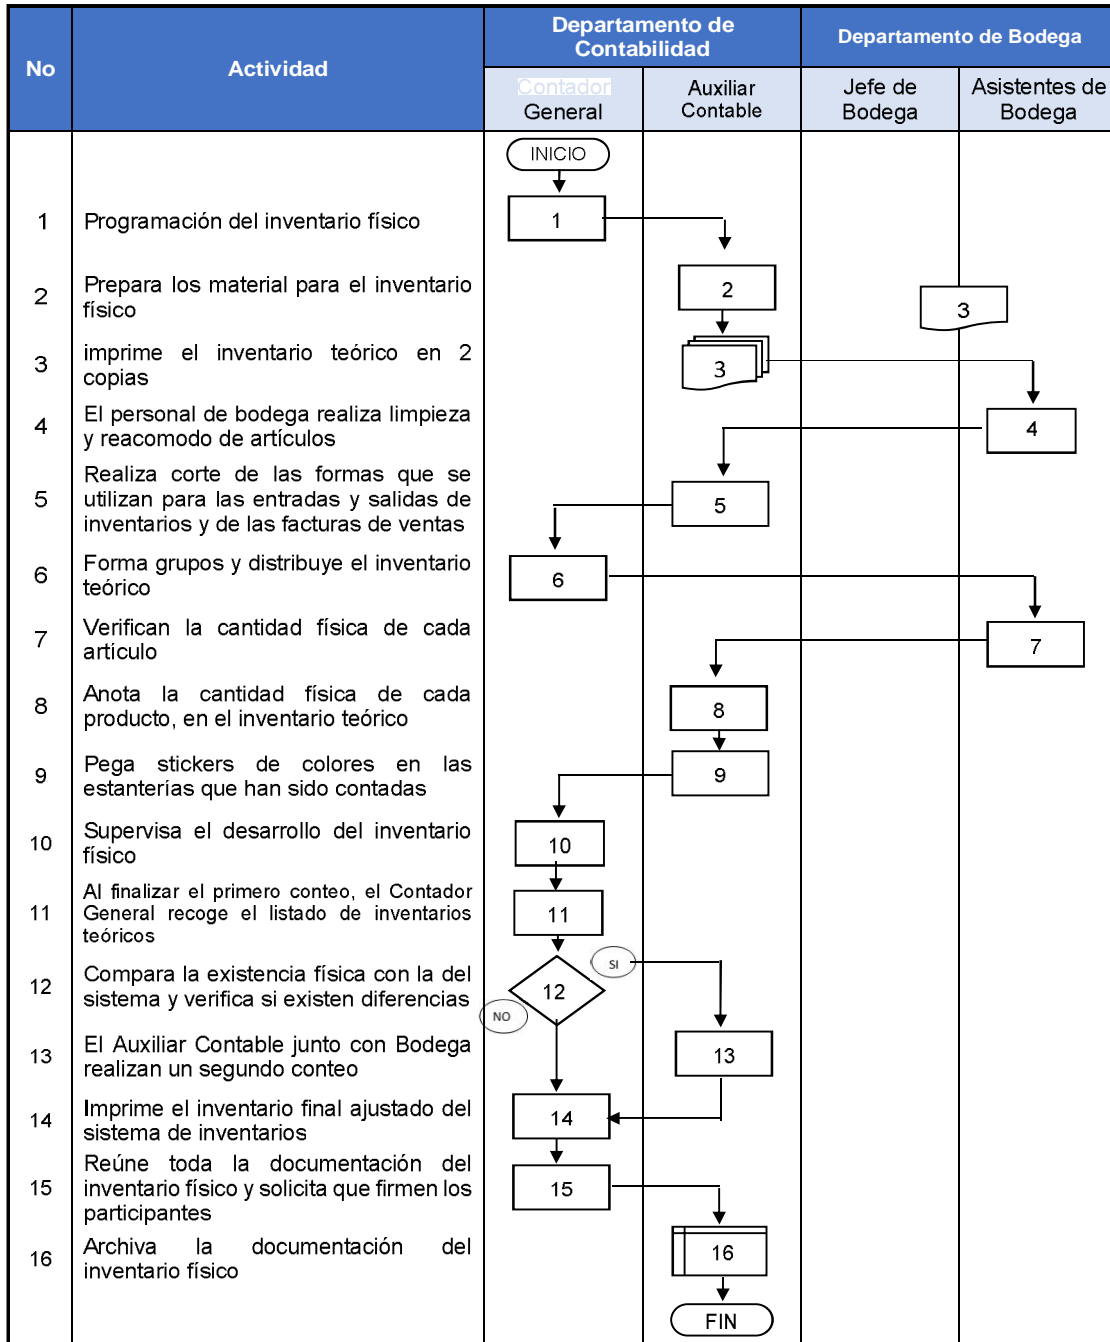 No
Actividad
Departamento de
Contabilidad
Departamento de Bodega
Contador
General
Auxiliar
Contable
Jefe de
Bodega
Asistentes de
Bodega
INICIO
1
Programación del inventario físico
1
2
Prepara los material para el inventario
físico
2
3
3
imprime el inventario teórico en 2
copias
3
4
El personal de bodega realiza limpieza
y reacomodo de artículos
4
5
Realiza corte de las formas que se
utilizan para las entradas y salidas de
inventarios y de las facturas de ventas
5
6
Forma grupos y distribuye el inventario
teórico
6
7
Verifican la cantidad física de cada
artículo
7
8
Anota la cantidad física de cada
producto, en el inventario teórico
8
9
Pega stickers de colores en las
estanterías que han sido contadas
9
10
Supervisa el desarrollo del inventario
físico
10
11
Al finalizar el primero conteo, el Contador
General recoge el listado de inventarios
teóricos
11
12
Compara la existencia física con la del
sistema y verifica si existen diferencias
12
SI
NO
13
El Auxiliar Contable junto con Bodega
realizan un segundo conteo
13
14
Imprime el inventario final ajustado del
sistema de inventarios
14
15
Reúne toda la documentación del
inventario físico y solicita que firmen los
participantes
15
16
Archiva la documentación del
inventario físico
16
FIN